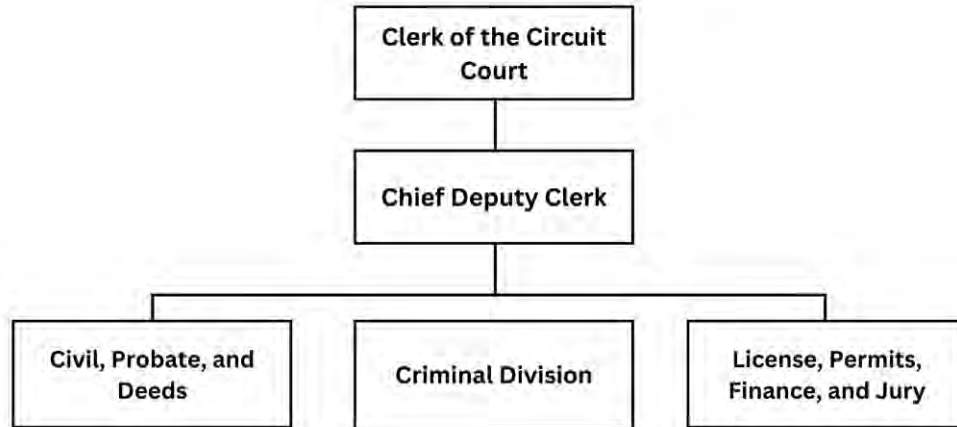 Clerk of the Circuit
Court
Chief Deputy Clerk
Civil, Probate, and
Deeds
Criminal Division
License, Permits,
Finance, and Jury